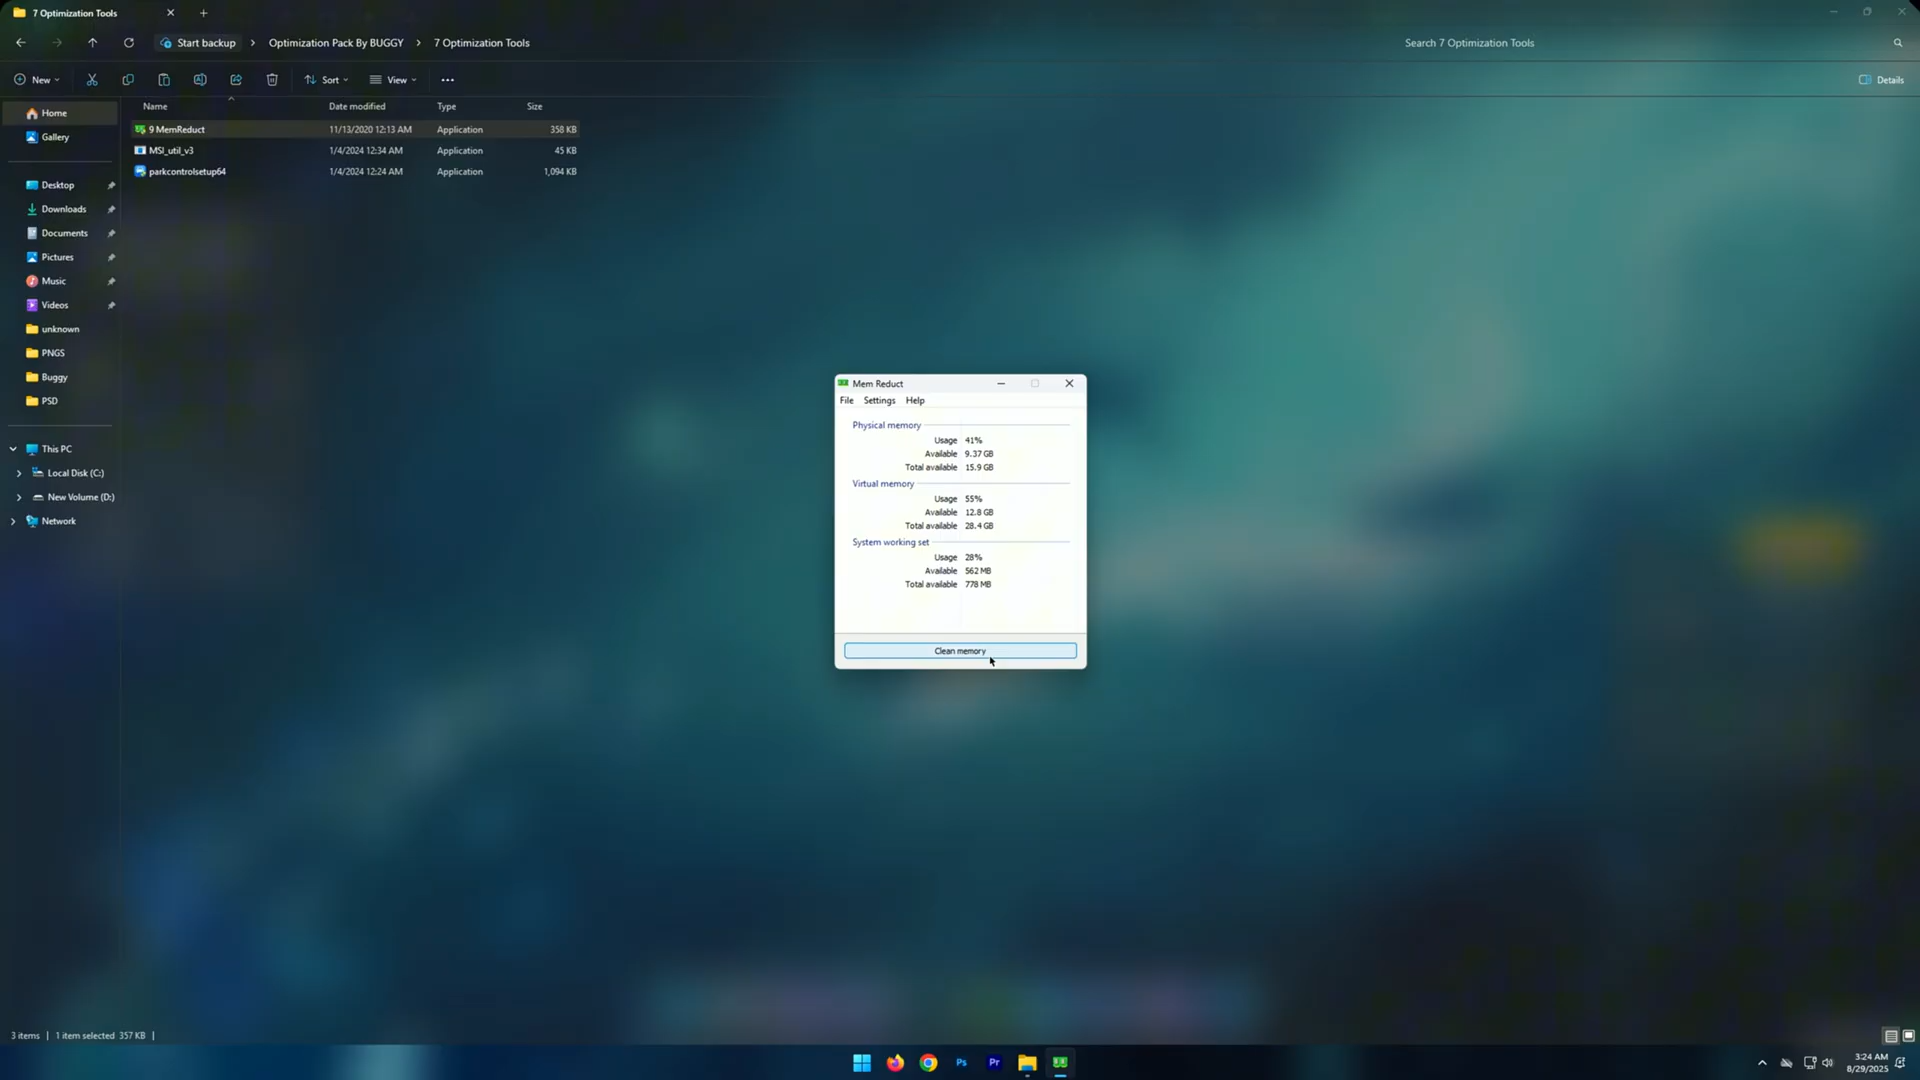 7 Optimization Tools
Start backup > Optimization Pack By BUGGY > 7 Optimization Tools
Search 7 Optimization Tools
New
Sort
View
Details
Name Date modified Type Size
9 MemReduct 11/13/2020 12:13 AM Application 358 KB
MSI_util_v3 1/4/2024 12:34 AM Application 45 KB
parkcontrolsetup64 1/4/2024 12:24 AM Application 1,094 KB
Home
Gallery
Desktop
Downloads
Documents
Pictures
Music
Videos
unknown
PNGS
Buggy
PSD
This PC
Local Disk (C:)
New Volume (D:)
Network
Mem Reduct
File Settings Help
Physical memory
Usage 41%
Available 9.37 GB
Total available 15.9 GB
Virtual memory
Usage 55%
Available 12.8 GB
Total available 28.4 GB
System working set
Usage 28%
Available 562 MB
Total available 778 MB
Clean memory
3 items | 1 item selected 357 KB |
Ps
Pr
3:24 AM
8/29/2025